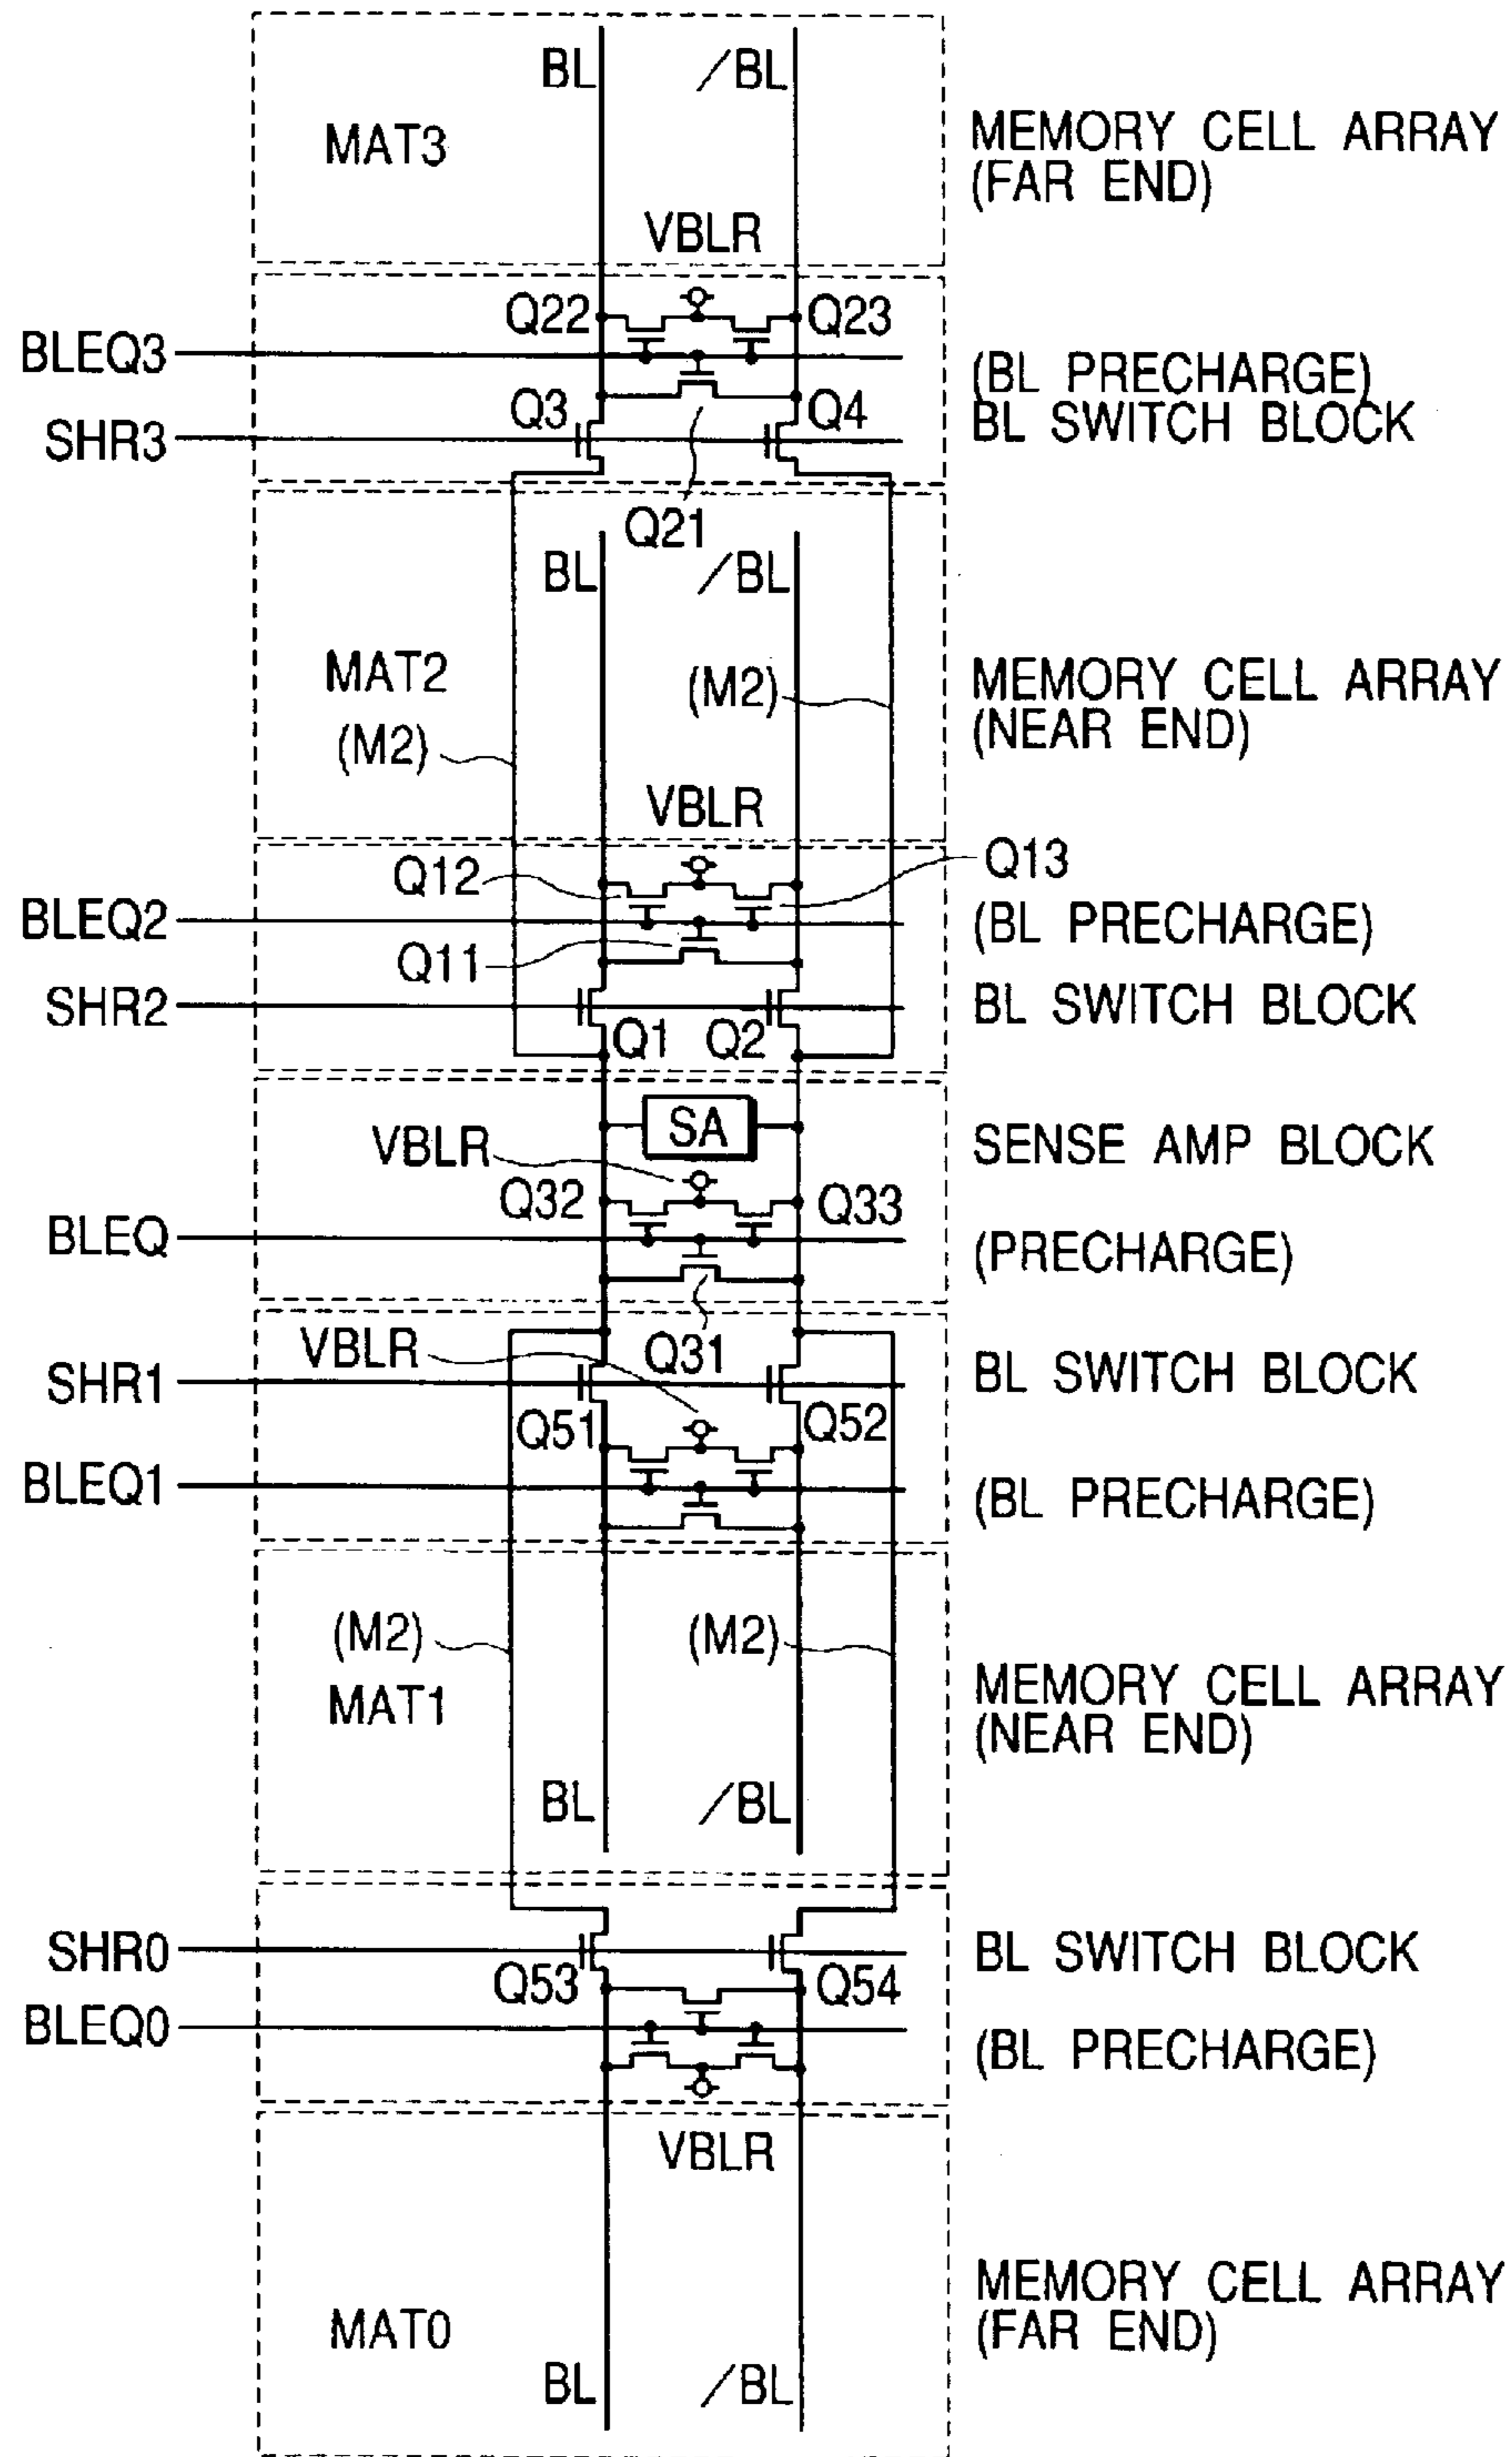 BL /BL
MAT3
MEMORY CELL ARRAY
(FAR END)
VBLR
Q22 Q23
BLEQ3
(BL PRECHARGE)
Q3 Q4
SHR3
BL SWITCH BLOCK
Q21
BL /BL
MAT2
(M2)
(M2)
MEMORY CELL ARRAY
(NEAR END)
VBLR
Q12
Q13
BLEQ2
(BL PRECHARGE)
Q11
SHR2
BL SWITCH BLOCK
Q1 Q2
SA
SENSE AMP BLOCK
VBLR
Q32 Q33
BLEQ
(PRECHARGE)
VBLR
Q31
SHR1
BL SWITCH BLOCK
Q51 Q52
BLEQ1
(BL PRECHARGE)
(M2)
(M2)
MAT1
MEMORY CELL ARRAY
(NEAR END)
BL /BL
SHR0
BL SWITCH BLOCK
Q53 Q54
BLEQ0
(BL PRECHARGE)
VBLR
MEMORY CELL ARRAY
(FAR END)
MAT0
BL /BL